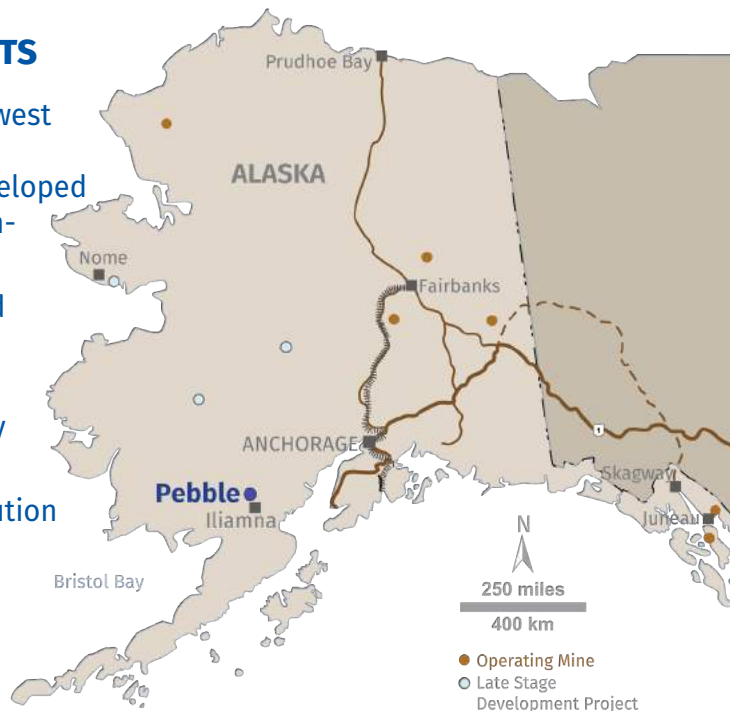 TS
west
eloped
n-
d
y
ution
Prudhoe Bay
ALASKA
Nome
Fairbanks
ANCHORAGE
Pebble
Iliamna
Skagway
Juneau
Bristol Bay
N
250 miles
400 km
Operating Mine
Late Stage
Development Project
1